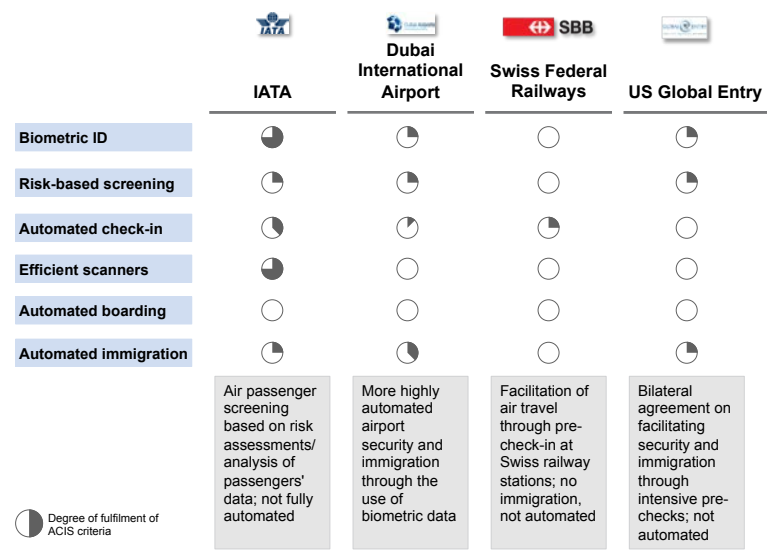 IATA
SBB
Dubai
International
Airport
Swiss Federal
Railways
IATA
US Global Entry
Biometric ID
Risk-based screening
Automated check-in
Efficient scanners
Automated boarding
Automated immigration
Air passenger
screening
based on risk
assessments/
analysis of
passengers'
data; not fully
automated
More highly
automated
airport
security and
immigration
through the
use of
biometric data
Facilitation of
air travel
through pre-
check-in at
Swiss railway
stations; no
immigration,
not automated
Bilateral
agreement on
facilitating
security and
immigration
through
intensive pre-
checks; not
automated
Degree of fulfilment of
ACIS criteria